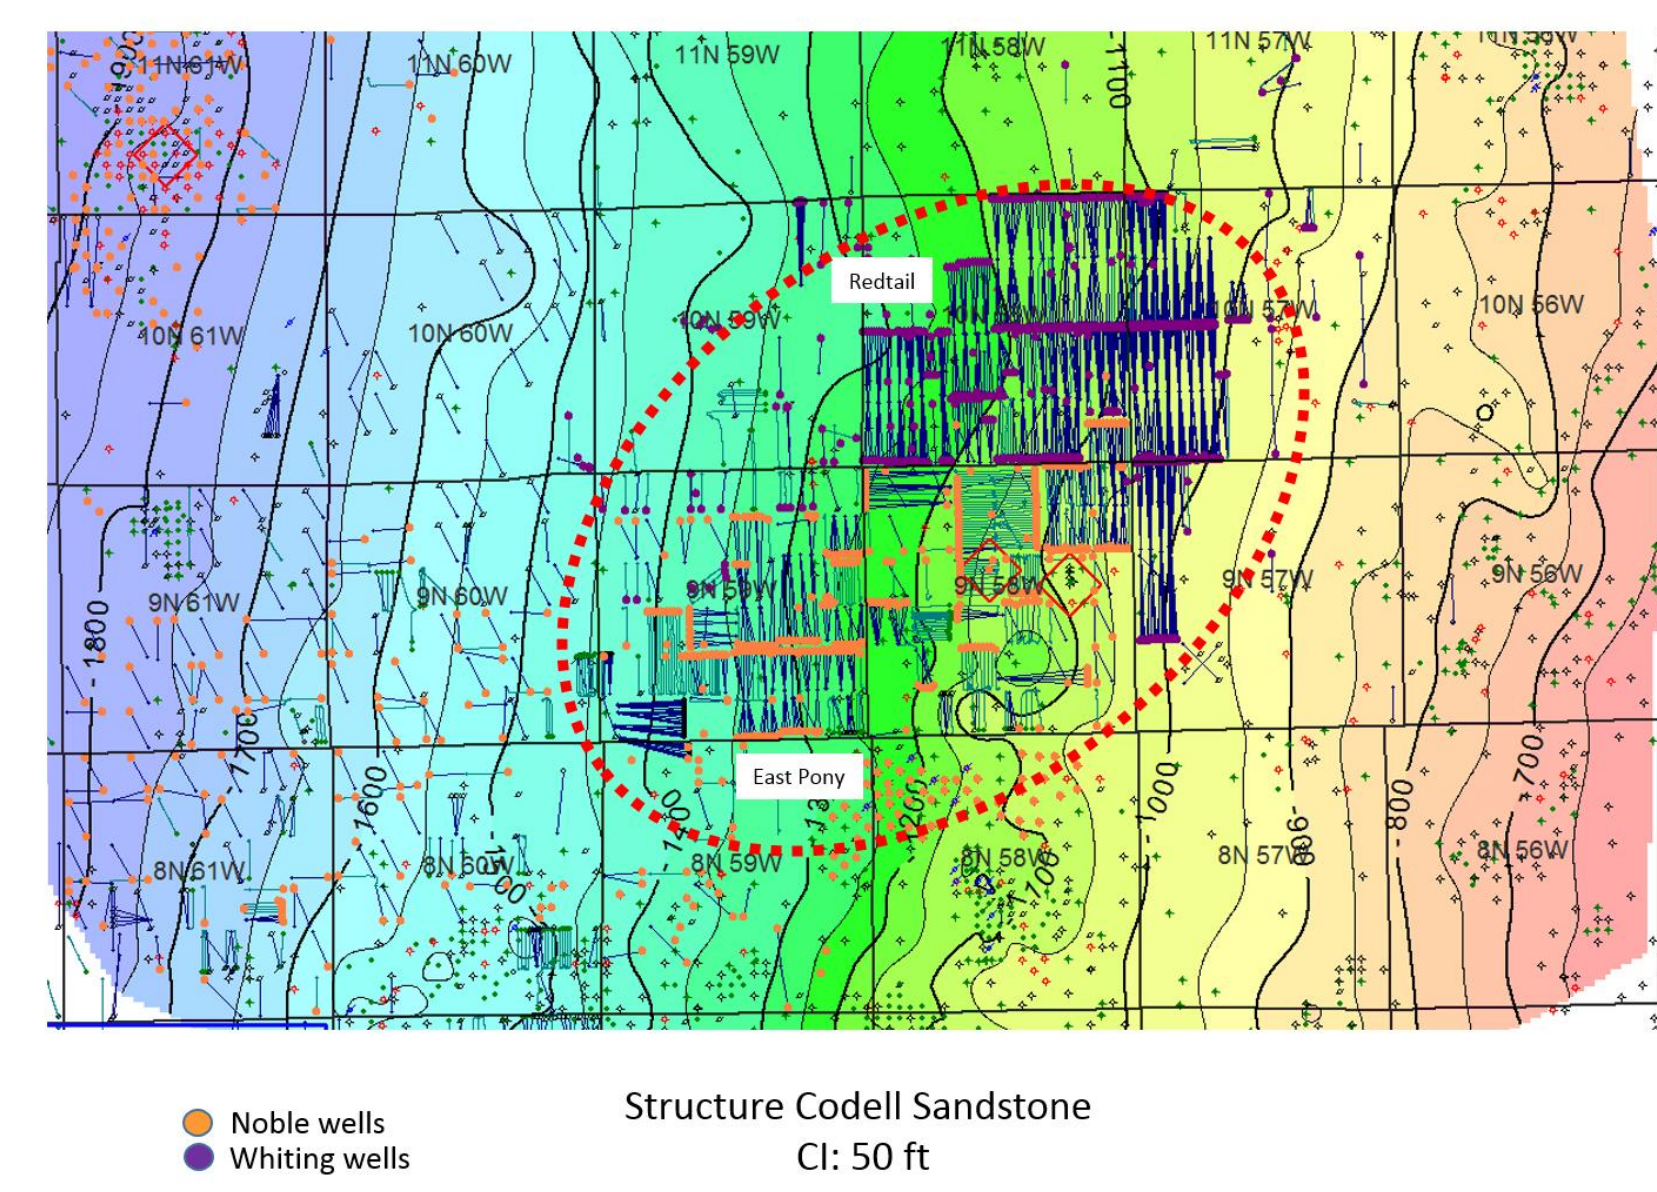 11N 61W
11N 60W
11N 59W
11N 58W
11N 57W
-1100
Redtail
10N 61W
10N 60W
10N 59W
10N 57W
10N 56W
9N 61W
9N 60W
9N 59W
9N 58W
9N 57W
9N 56W
-1800
-1700
-1600
-1500
-1200
-1100
-1000
-900
-800
-700
East Pony
8N 61W
8N 60W
8N 59W
8N 58W
8N 57W
8N 56W
Noble wells
Whiting wells
Structure Codell Sandstone
CI: 50 ft